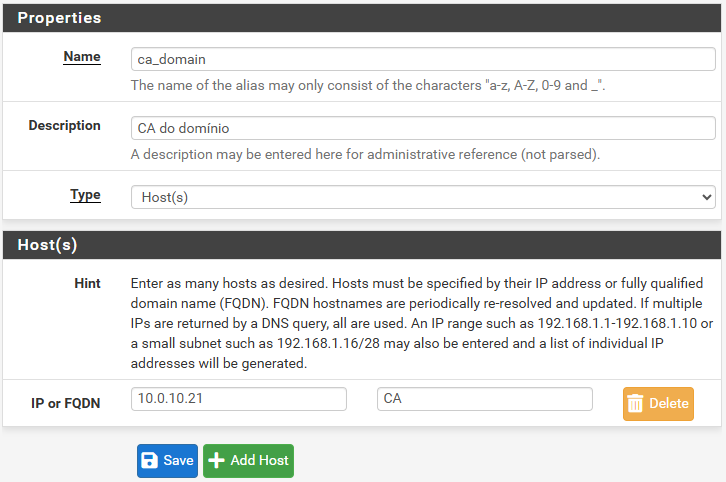 Properties
Name
ca_domain
The name of the alias may only consist of the characters "a-z, A-Z, 0-9 and _".
Description
CA do domínio
A description may be entered here for administrative reference (not parsed).
Type
Host(s)
Host(s)
Hint
Enter as many hosts as desired. Hosts must be specified by their IP address or fully qualified
domain name (FQDN). FQDN hostnames are periodically re-resolved and updated. If multiple
IPs are returned by a DNS query, all are used. An IP range such as 192.168.1.1-192.168.1.10 or
a small subnet such as 192.168.1.16/28 may also be entered and a list of individual IP
addresses will be generated.
IP or FQDN
10.0.10.21
CA
Delete
Save
Add Host